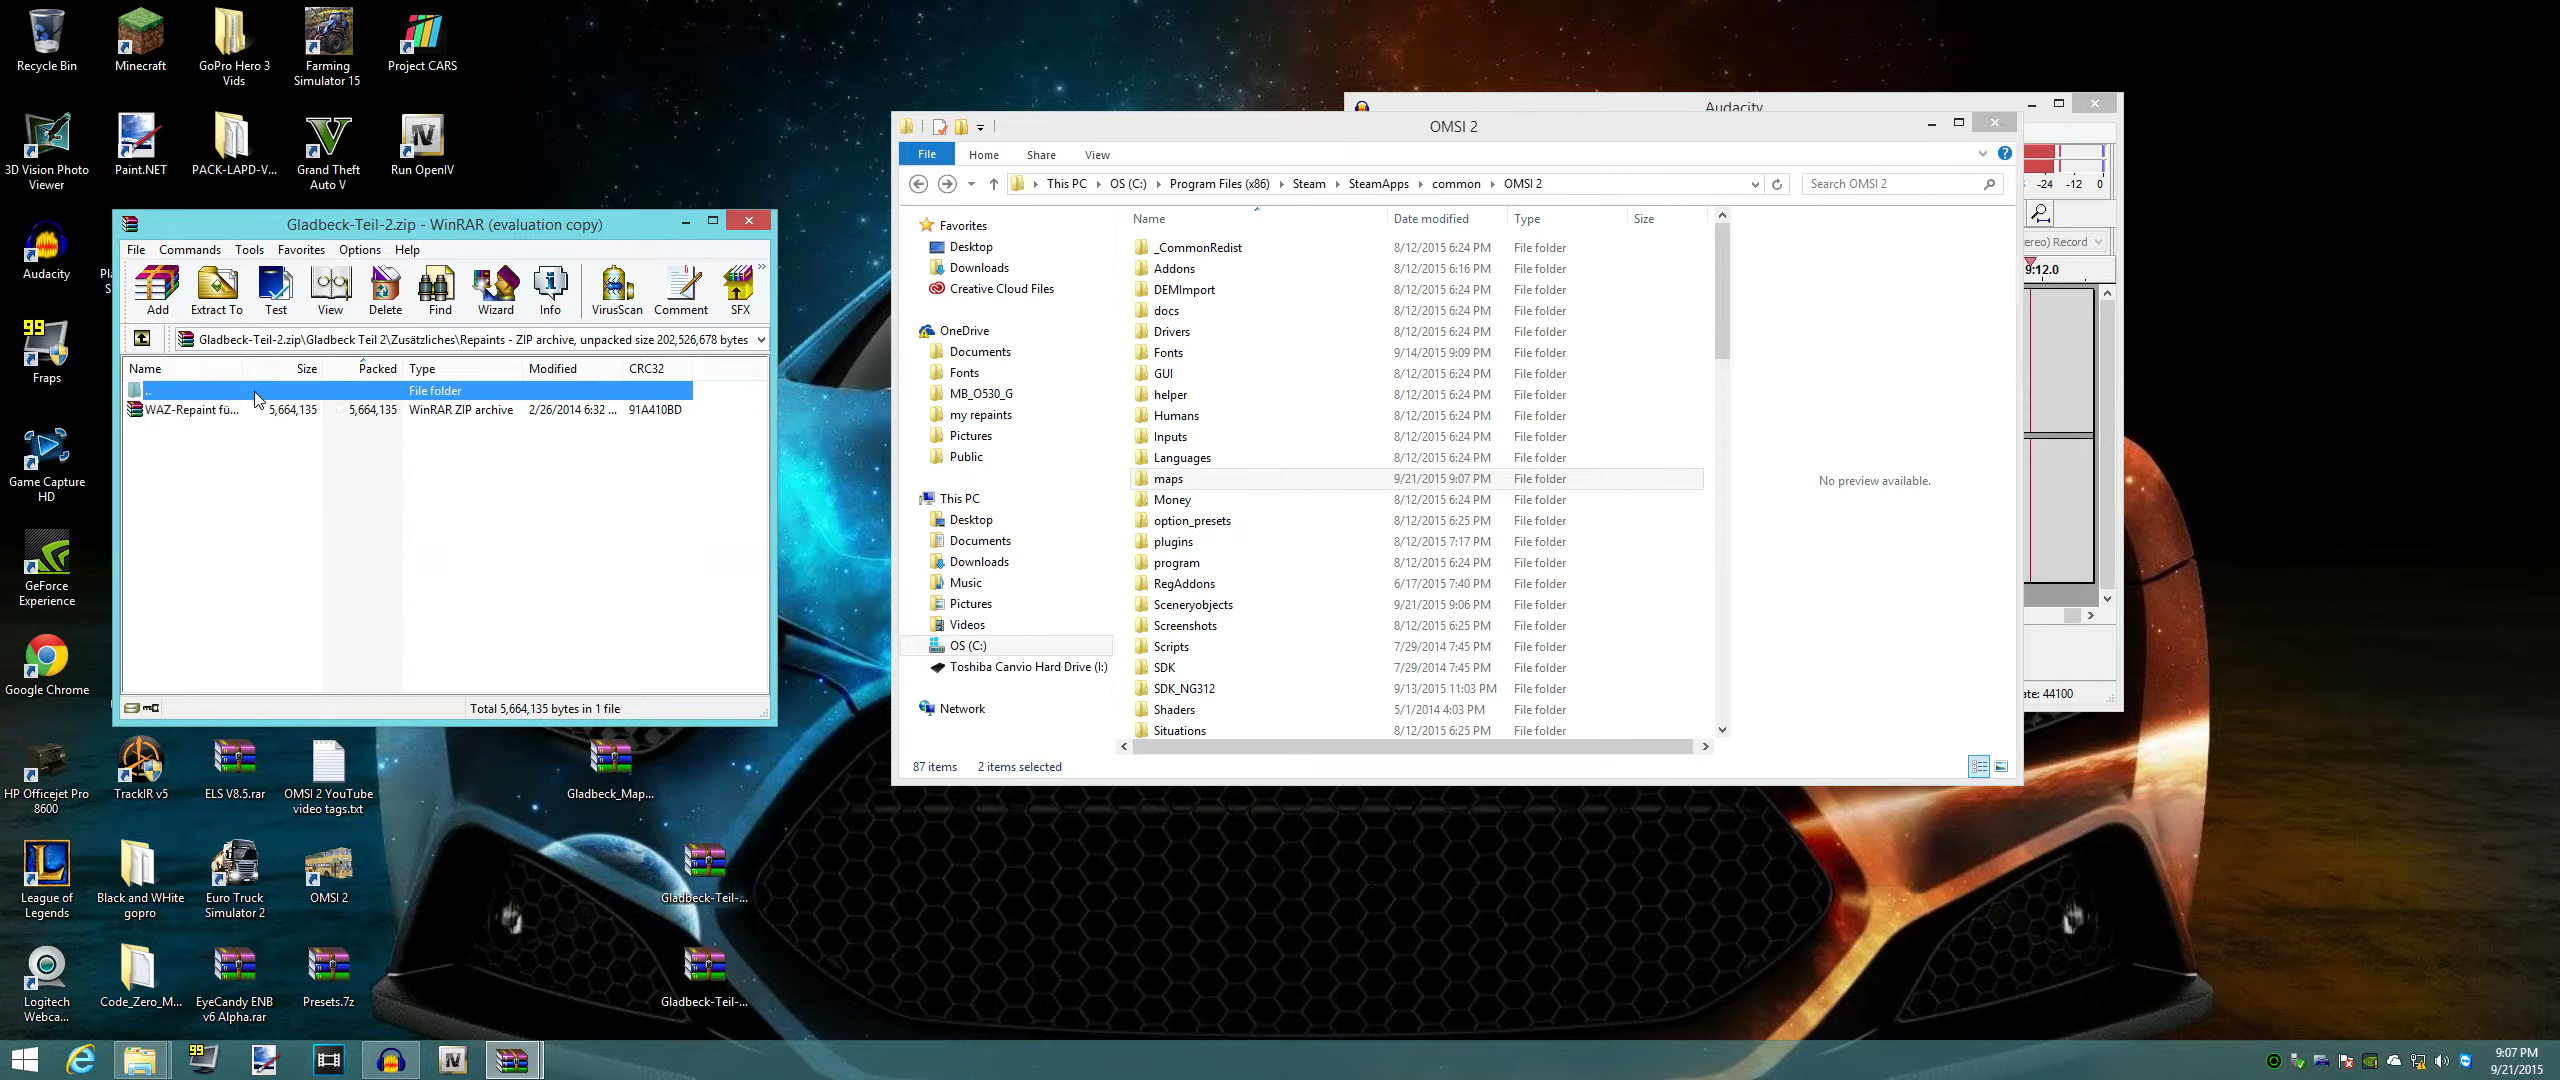 Recycle Bin
Minecraft
GoPro Hero 3
Vids
Farming
Simulator 15
Project CARS
3D Vision Photo
Viewer
Paint.NET
PACK-LAPD-V...
Grand Theft
Auto V
Run OpenIV
Audacity
99
Fraps
Game Capture
HD
GeForce
Experience
Google Chrome
HP Officejet Pro
8600
TrackIR v5
ELS V8.5.rar
OMSI 2 YouTube
video tags.txt
Gladbeck_Map...
League of
Legends
Black and WHite
gopro
Euro Truck
Simulator 2
OMSI 2
Gladbeck-Teil-...
Logitech
Webca...
Code_Zero_M...
EyeCandy ENB
v6 Alpha.rar
Presets.7z
Gladbeck-Teil-...
Gladbeck-Teil-2.zip - WinRAR (evaluation copy)
File Commands Tools Favorites Options Help
Add Extract To Test View Delete Find Wizard Info VirusScan Comment SFX
Gladbeck-Teil-2.zip\Gladbeck Teil 2\Zusätzliches\Repaints - ZIP archive, unpacked size 202,526,678 bytes
Name Size Packed Type Modified CRC32
.. File folder
WAZ-Repaint fü... 5,664,135 5,664,135 WinRAR ZIP archive 2/26/2014 6:32 ... 91A410BD
Total 5,664,135 bytes in 1 file
OMSI 2
File Home Share View
This PC OS (C:) Program Files (x86) Steam SteamApps common OMSI 2
Search OMSI 2
Favorites
Desktop
Downloads
Creative Cloud Files
OneDrive
Documents
Fonts
MB_O530_G
my repaints
Pictures
Public
This PC
Desktop
Documents
Downloads
Music
Pictures
Videos
OS (C:)
Toshiba Canvio Hard Drive (I:)
Network
Name Date modified Type Size
_CommonRedist 8/12/2015 6:24 PM File folder
Addons 8/12/2015 6:16 PM File folder
DEMImport 8/12/2015 6:24 PM File folder
docs 8/12/2015 6:24 PM File folder
Drivers 8/12/2015 6:24 PM File folder
Fonts 9/14/2015 9:09 PM File folder
GUI 8/12/2015 6:24 PM File folder
helper 8/12/2015 6:24 PM File folder
Humans 8/12/2015 6:24 PM File folder
Inputs 8/12/2015 6:24 PM File folder
Languages 8/12/2015 6:24 PM File folder
maps 9/21/2015 9:07 PM File folder
Money 8/12/2015 6:24 PM File folder
option_presets 8/12/2015 6:25 PM File folder
plugins 8/12/2015 7:17 PM File folder
program 8/12/2015 6:24 PM File folder
RegAddons 6/17/2015 7:40 PM File folder
Sceneryobjects 9/21/2015 9:06 PM File folder
Screenshots 8/12/2015 6:25 PM File folder
Scripts 7/29/2014 7:45 PM File folder
SDK 7/29/2014 7:45 PM File folder
SDK_NG312 9/13/2015 11:03 PM File folder
Shaders 5/1/2014 4:03 PM File folder
Situations 8/12/2015 6:25 PM File folder
No preview available.
87 items 2 items selected
Audacity
-24 -12 0
ereo) Record
9:12.0
ate: 44100
99
9:07 PM
9/21/2015